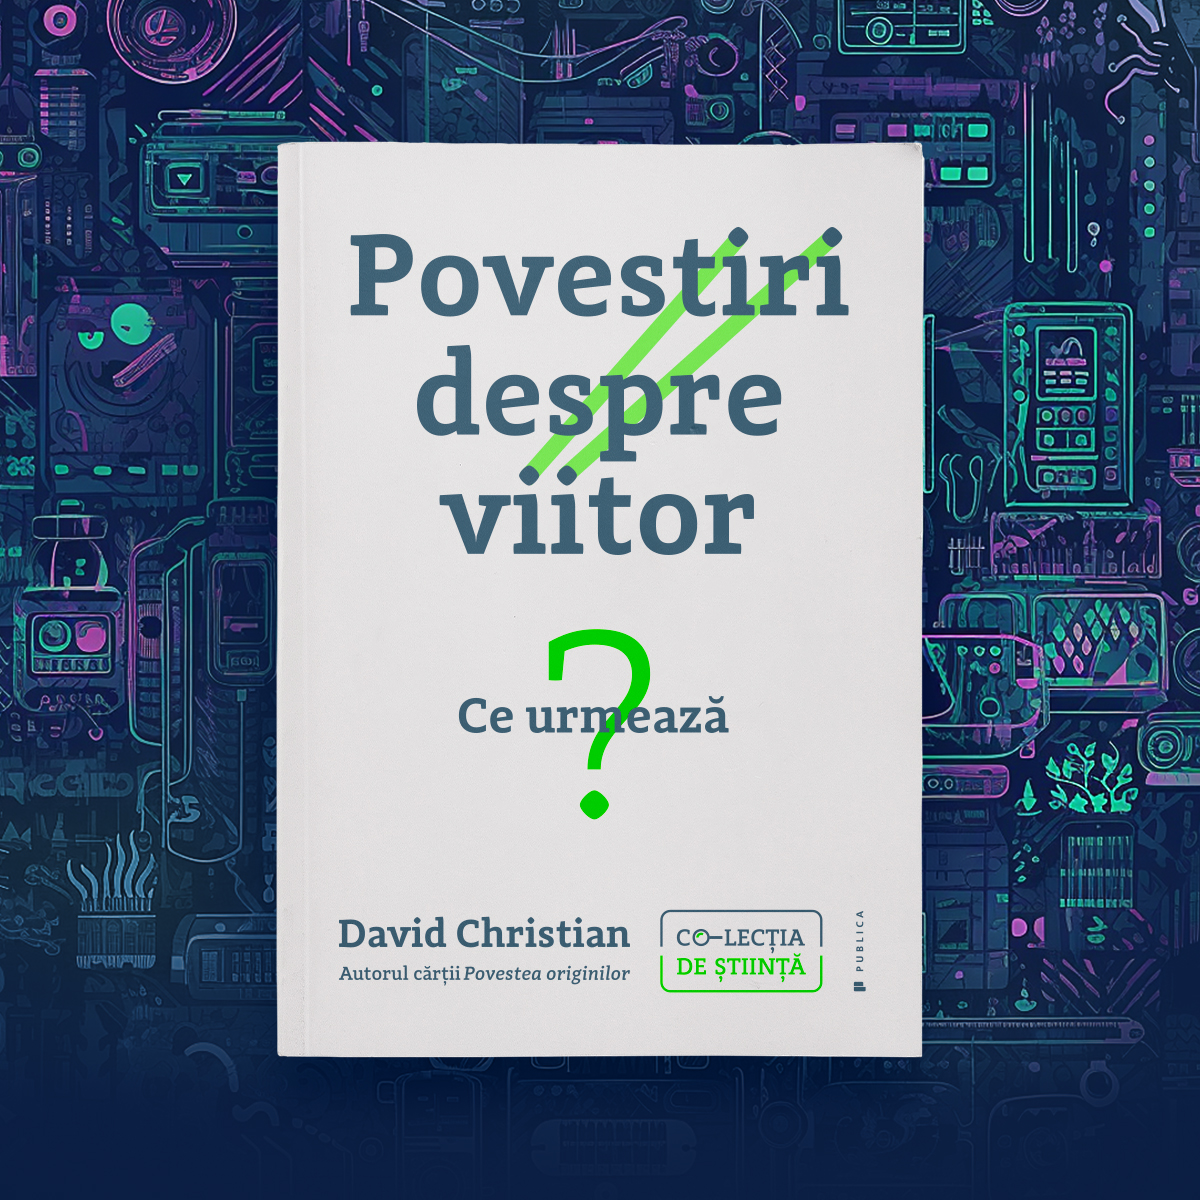 Povestiri
despre
viitor
Ce urmează
?
David Christian
Autorul cărții Povestea originilor
CO-LECȚIA
DE ȘTIINȚĂ
PUBLICA